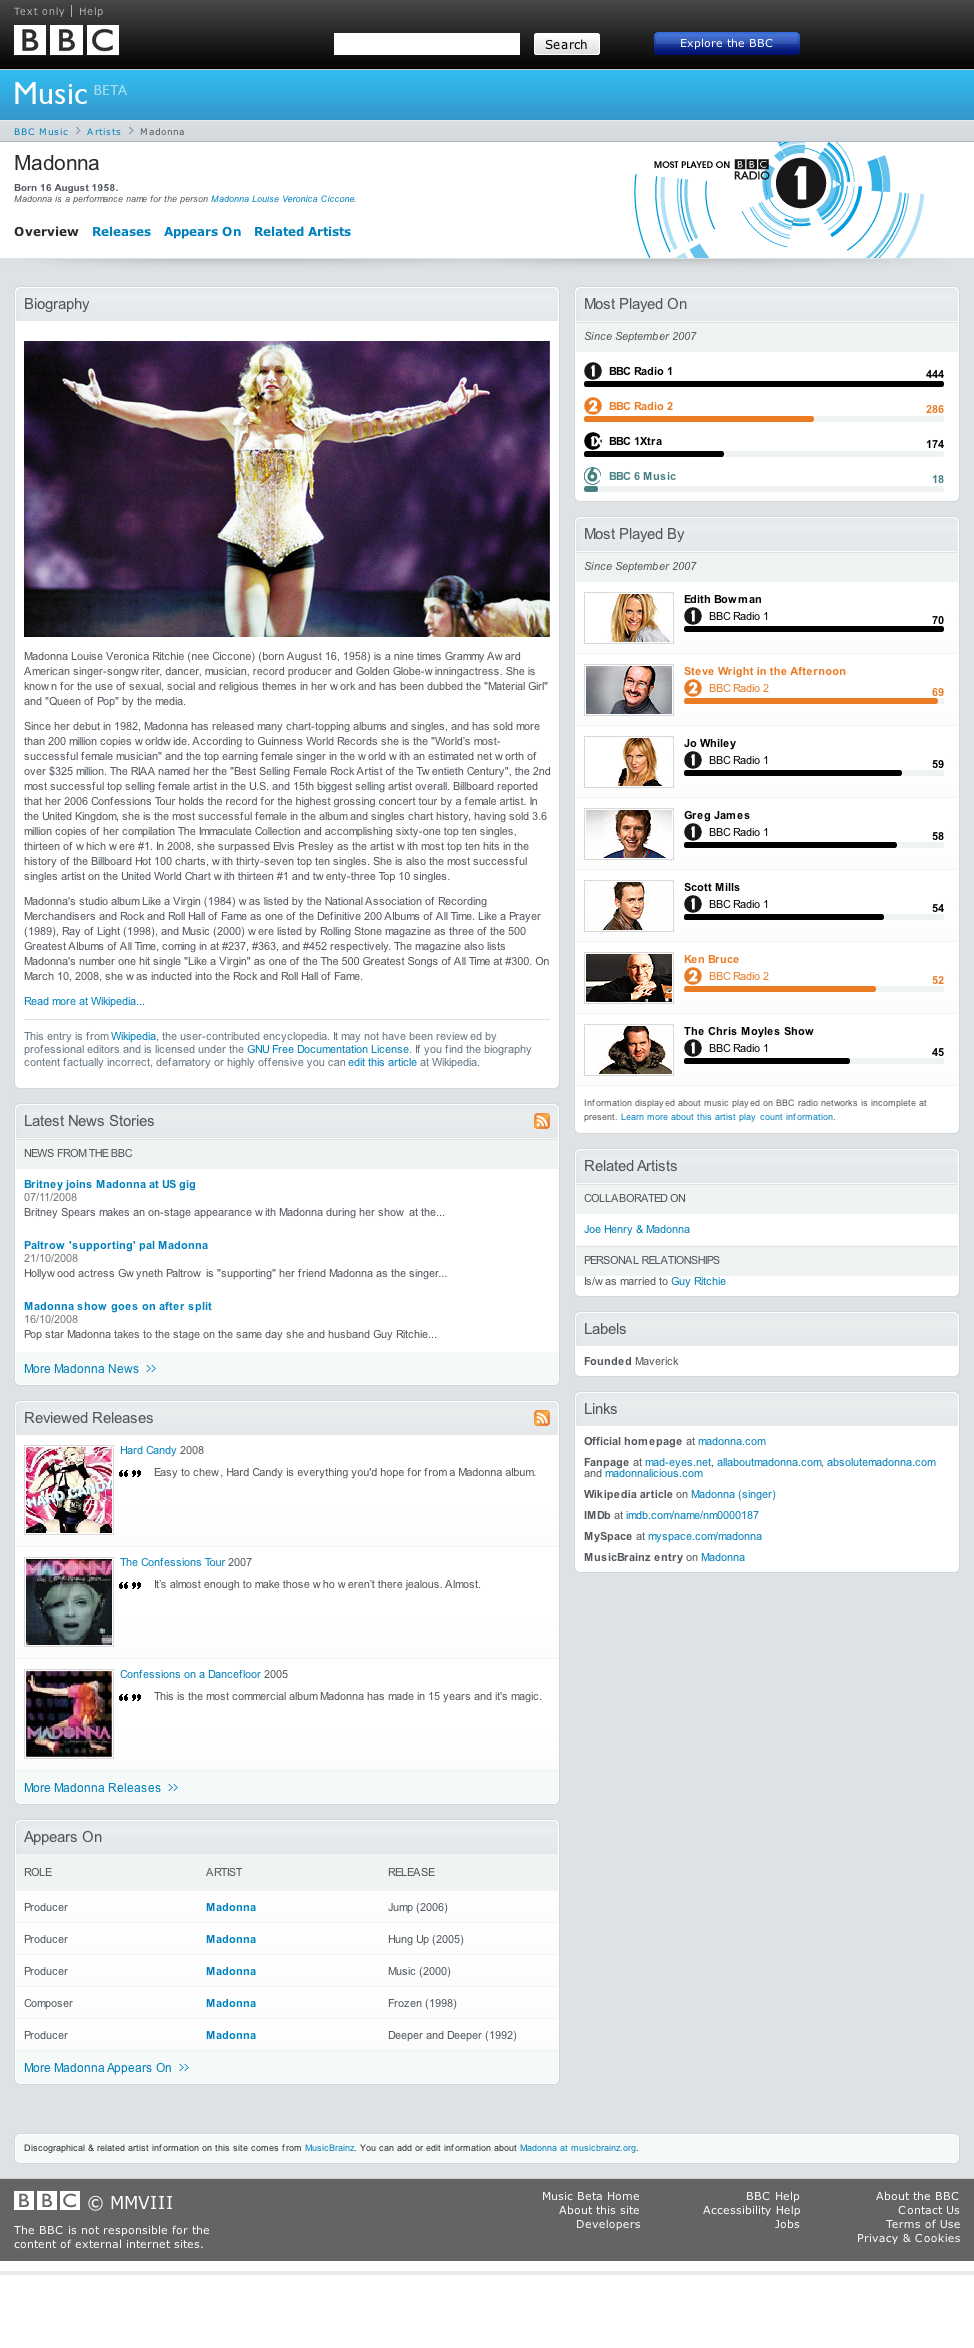 Text only | Help
BBC
Search
Explore the BBC
Music BETA
BBC Music > Artists > Madonna
Madonna
Born 16 August 1958.
Madonna is a performance name for the person Madonna Louise Veronica Ciccone.
MOST PLAYED ON BBC RADIO 1
Overview Releases Appears On Related Artists
Biography
Madonna Louise Veronica Ritchie (nee Ciccone) (born August 16, 1958) is a nine times Grammy Award
American singer-songwriter, dancer, musician, record producer and Golden Globe-winningactress. She is
known for the use of sexual, social and religious themes in her work and has been dubbed the "Material Girl"
and "Queen of Pop" by the media.
Since her debut in 1982, Madonna has released many chart-topping albums and singles, and has sold more
than 200 million copies worldwide. According to Guinness World Records she is the "World's most-
successful female musician" and the top earning female singer in the world with an estimated net worth of
over $325 million. The RIAA named her the "Best Selling Female Rock Artist of the Twentieth Century", the 2nd
most successful top selling female artist in the U.S. and 15th biggest selling artist overall. Billboard reported
that her 2006 Confessions Tour holds the record for the highest grossing concert tour by a female artist. In
the United Kingdom, she is the most successful female in the album and singles chart history, having sold 3.6
million copies of her compilation The Immaculate Collection and accomplishing sixty-one top ten singles,
thirteen of which were #1. In 2008, she surpassed Elvis Presley as the artist with most top ten hits in the
history of the Billboard Hot 100 charts, with thirty-seven top ten singles. She is also the most successful
singles artist on the United World Chart with thirteen #1 and twenty-three Top 10 singles.
Madonna's studio album Like a Virgin (1984) was listed by the National Association of Recording
Merchandisers and Rock and Roll Hall of Fame as one of the Definitive 200 Albums of All Time. Like a Prayer
(1989), Ray of Light (1998), and Music (2000) were listed by Rolling Stone magazine as three of the 500
Greatest Albums of All Time, coming in at #237, #363, and #452 respectively. The magazine also lists
Madonna's number one hit single "Like a Virgin" as one of the The 500 Greatest Songs of All Time at #300. On
March 10, 2008, she was inducted into the Rock and Roll Hall of Fame.
Read more at Wikipedia...
This entry is from Wikipedia, the user-contributed encyclopedia. It may not have been reviewed by
professional editors and is licensed under the GNU Free Documentation License. If you find the biography
content factually incorrect, defamatory or highly offensive you can edit this article at Wikipedia.
Latest News Stories
NEWS FROM THE BBC
Britney joins Madonna at US gig
07/11/2008
Britney Spears makes an on-stage appearance with Madonna during her show at the...
Paltrow 'supporting' pal Madonna
21/10/2008
Hollywood actress Gwyneth Paltrow is "supporting" her friend Madonna as the singer...
Madonna show goes on after split
16/10/2008
Pop star Madonna takes to the stage on the same day she and husband Guy Ritchie...
More Madonna News >>
Reviewed Releases
HARD CANDY
Hard Candy 2008
Easy to chew, Hard Candy is everything you'd hope for from a Madonna album.
MADONNA
The Confessions Tour 2007
It's almost enough to make those who weren't there jealous. Almost.
MADONNA
Confessions on a Dancefloor 2005
This is the most commercial album Madonna has made in 15 years and it's magic.
More Madonna Releases >>
Appears On
ROLE ARTIST RELEASE
Producer Madonna Jump (2006)
Producer Madonna Hung Up (2005)
Producer Madonna Music (2000)
Composer Madonna Frozen (1998)
Producer Madonna Deeper and Deeper (1992)
More Madonna Appears On >>
Most Played On
Since September 2007
1 BBC Radio 1 444
2 BBC Radio 2 286
1X BBC 1Xtra 174
6 BBC 6 Music 18
Most Played By
Since September 2007
Edith Bowman
1 BBC Radio 1 70
Steve Wright in the Afternoon
2 BBC Radio 2 69
Jo Whiley
1 BBC Radio 1 59
Greg James
1 BBC Radio 1 58
Scott Mills
1 BBC Radio 1 54
Ken Bruce
2 BBC Radio 2 52
The Chris Moyles Show
1 BBC Radio 1 45
Information displayed about music played on BBC radio networks is incomplete at
present. Learn more about this artist play count information.
Related Artists
COLLABORATED ON
Joe Henry & Madonna
PERSONAL RELATIONSHIPS
Is/was married to Guy Ritchie
Labels
Founded Maverick
Links
Official homepage at madonna.com
Fanpage at mad-eyes.net, allaboutmadonna.com, absolutemadonna.com
and madonnalicious.com
Wikipedia article on Madonna (singer)
IMDb at imdb.com/name/nm0000187
MySpace at myspace.com/madonna
MusicBrainz entry on Madonna
Discographical & related artist information on this site comes from MusicBrainz. You can add or edit information about Madonna at musicbrainz.org.
BBC © MMVIII
The BBC is not responsible for the
content of external internet sites.
Music Beta Home
About this site
Developers
BBC Help
Accessibility Help
Jobs
About the BBC
Contact Us
Terms of Use
Privacy & Cookies